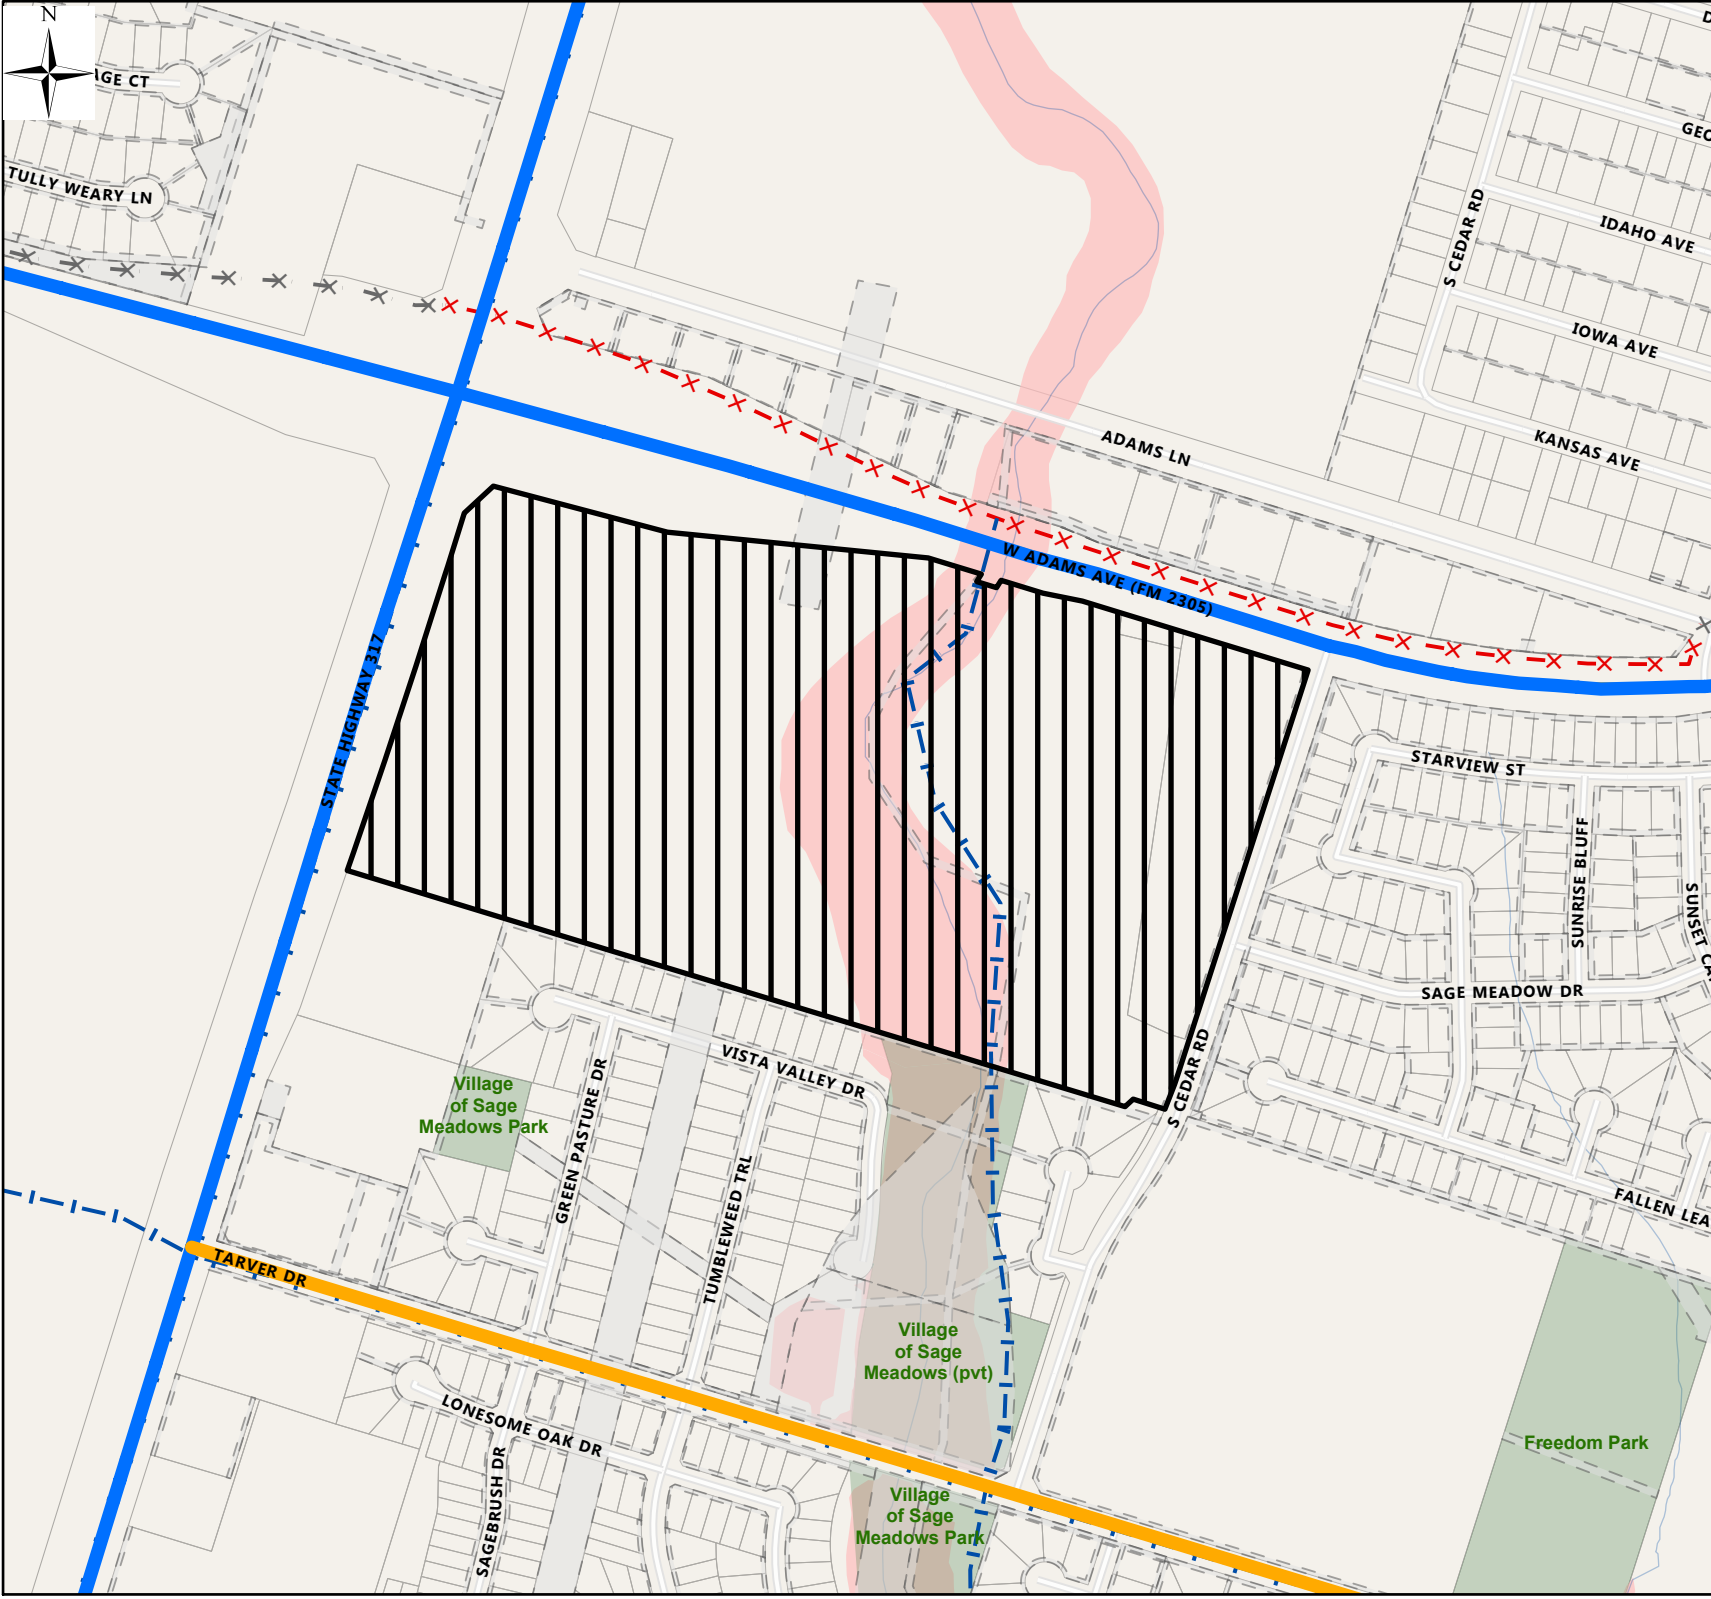 N
AGE CT
TULLY WEARY LN
GEO
S CEDAR RD
IDAHO AVE
IOWA AVE
KANSAS AVE
ADAMS LN
W ADAMS AVE (FM 2305)
STATE HIGHWAY 317
STARVIEW ST
SUNRISE BLUFF
SUNSET CA
SAGE MEADOW DR
S CEDAR RD
VISTA VALLEY DR
GREEN PASTURE DR
Village
of Sage
Meadows Park
TUMBLEWEED TRL
FALLEN LEA
TARVER DR
Village
of Sage
Meadows (pvt)
LONESOME OAK DR
SAGEBRUSH DR
Freedom Park
Village
of Sage
Meadows Park